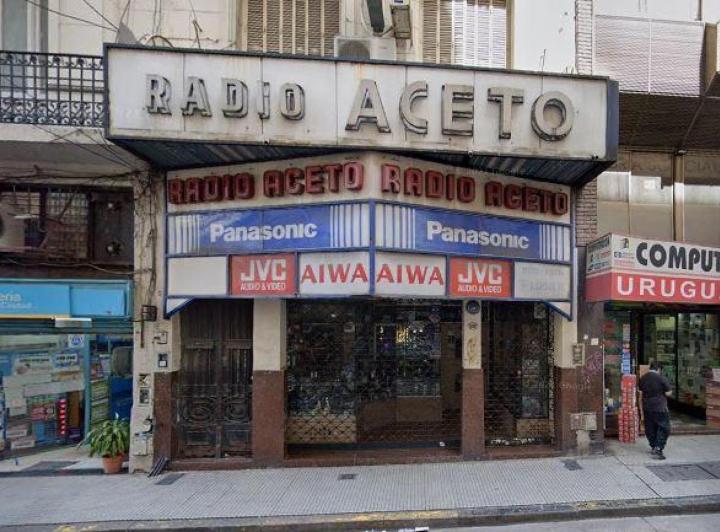 RADIO ACETO
RADIO ACETO RADIO ACETO
Panasonic Panasonic
JVC AIWA AIWA JVC
AUDIO & VIDEO AUDIO & VIDEO
COMPUT
URUGU